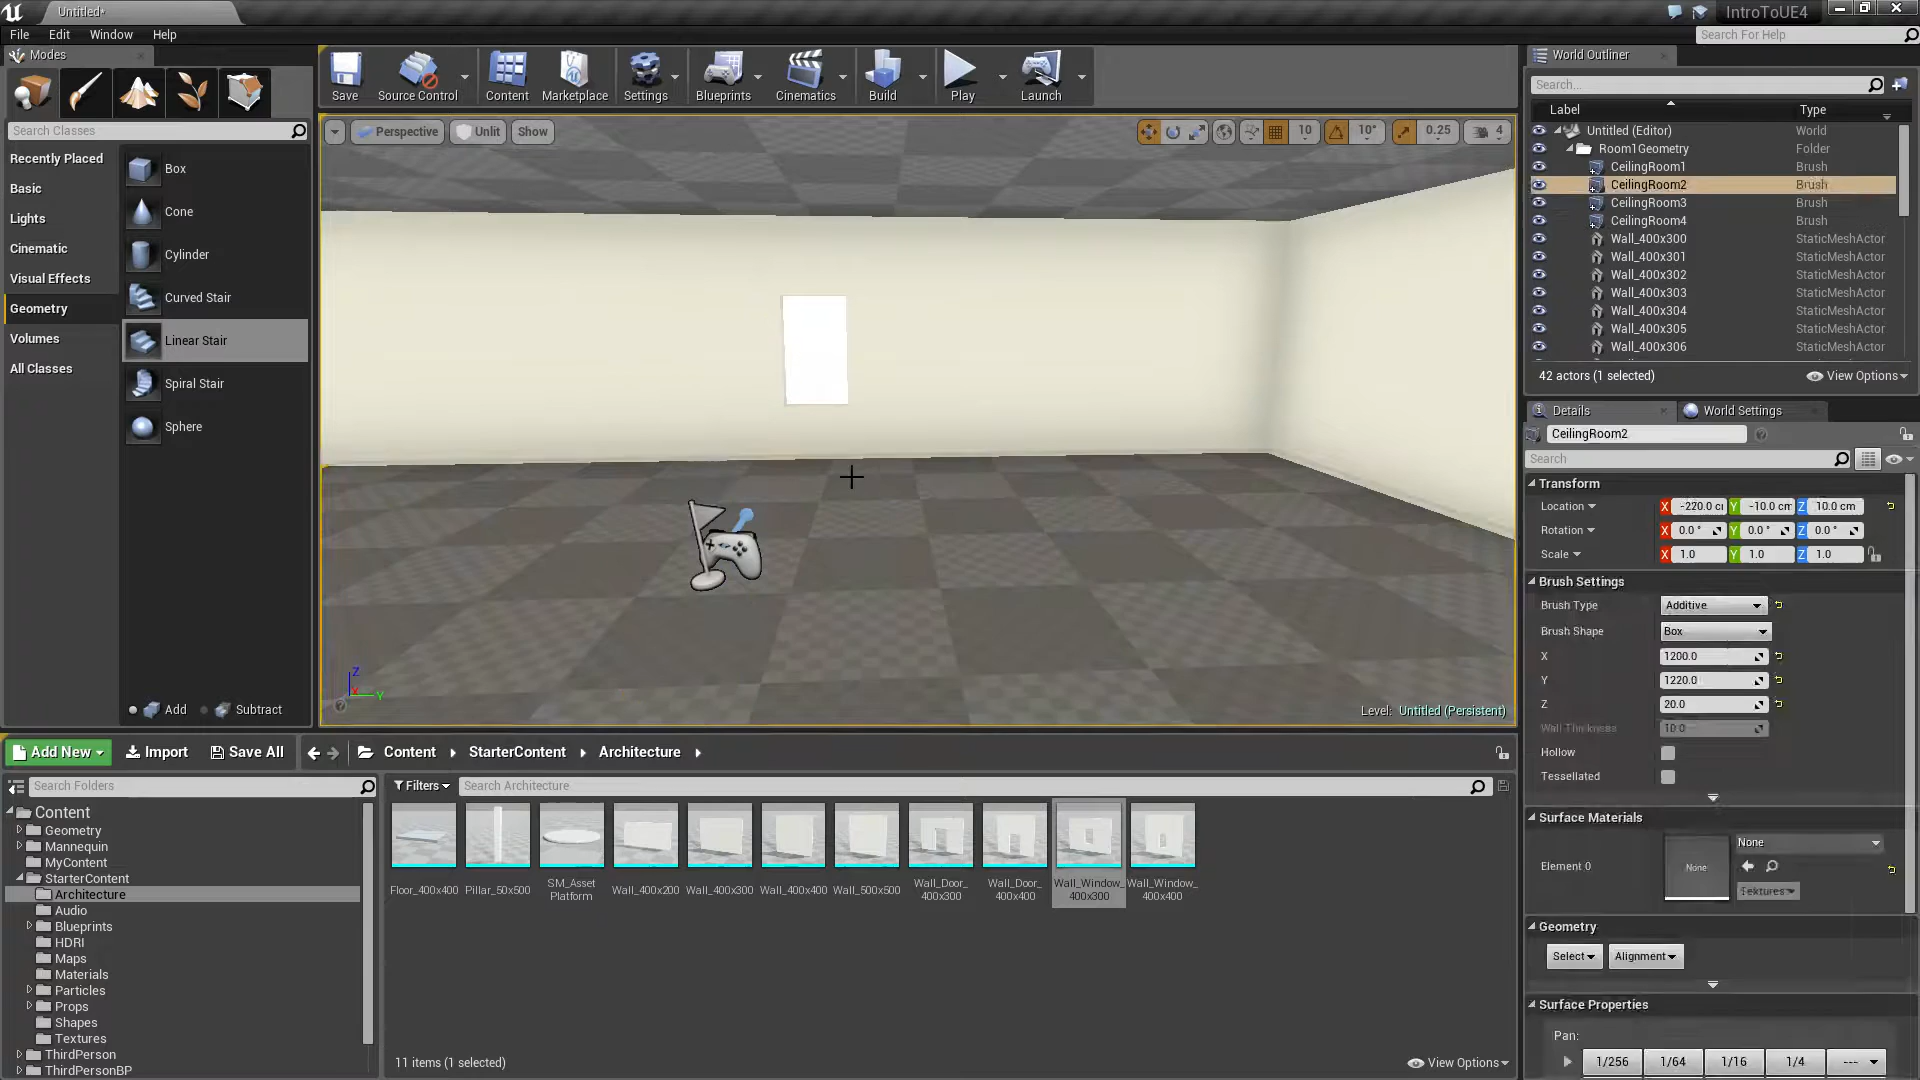 Untitled*
IntroToUE4
File Edit Window Help
Search For Help
Modes
Search Classes
Recently Placed
Basic
Lights
Cinematic
Visual Effects
Geometry
Volumes
All Classes
Box
Cone
Cylinder
Curved Stair
Linear Stair
Spiral Stair
Sphere
Add Subtract
Save Source Control Content Marketplace Settings Blueprints Cinematics Build Play Launch
Perspective Unlit Show
10 10° 0.25 4
Z
X Y
Level: Untitled (Persistent)
World Outliner
Search...
Label Type
Untitled (Editor) World
Room1Geometry Folder
CeilingRoom1 Brush
CeilingRoom2 Brush
CeilingRoom3 Brush
CeilingRoom4 Brush
Wall_400x300 StaticMeshActor
Wall_400x301 StaticMeshActor
Wall_400x302 StaticMeshActor
Wall_400x303 StaticMeshActor
Wall_400x304 StaticMeshActor
Wall_400x305 StaticMeshActor
Wall_400x306 StaticMeshActor
42 actors (1 selected) View Options
Details World Settings
CeilingRoom2
Search
Transform
Location X -220.0 c Y -10.0 cm Z 10.0 cm
Rotation X 0.0 ° Y 0.0 ° Z 0.0 °
Scale X 1.0 Y 1.0 Z 1.0
Brush Settings
Brush Type Additive
Brush Shape Box
X 1200.0
Y 1220.0
Z 20.0
Wall Thickness 10.0
Hollow
Tessellated
Surface Materials
Element 0 None None
Textures
Geometry
Select Alignment
Surface Properties
Pan:
1/256 1/64 1/16 1/4 ---
Add New Import Save All Content StarterContent Architecture
Search Folders
Content
Geometry
Mannequin
MyContent
StarterContent
Architecture
Audio
Blueprints
HDRI
Maps
Materials
Particles
Props
Shapes
Textures
ThirdPerson
ThirdPersonBP
Filters Search Architecture
Floor_400x400 Pillar_50x500 SM_Asset Platform Wall_400x200 Wall_400x300 Wall_400x400 Wall_500x500 Wall_Door_ 400x300 Wall_Door_ 400x400 Wall_Window_ 400x300 Wall_Window_ 400x400
11 items (1 selected) View Options